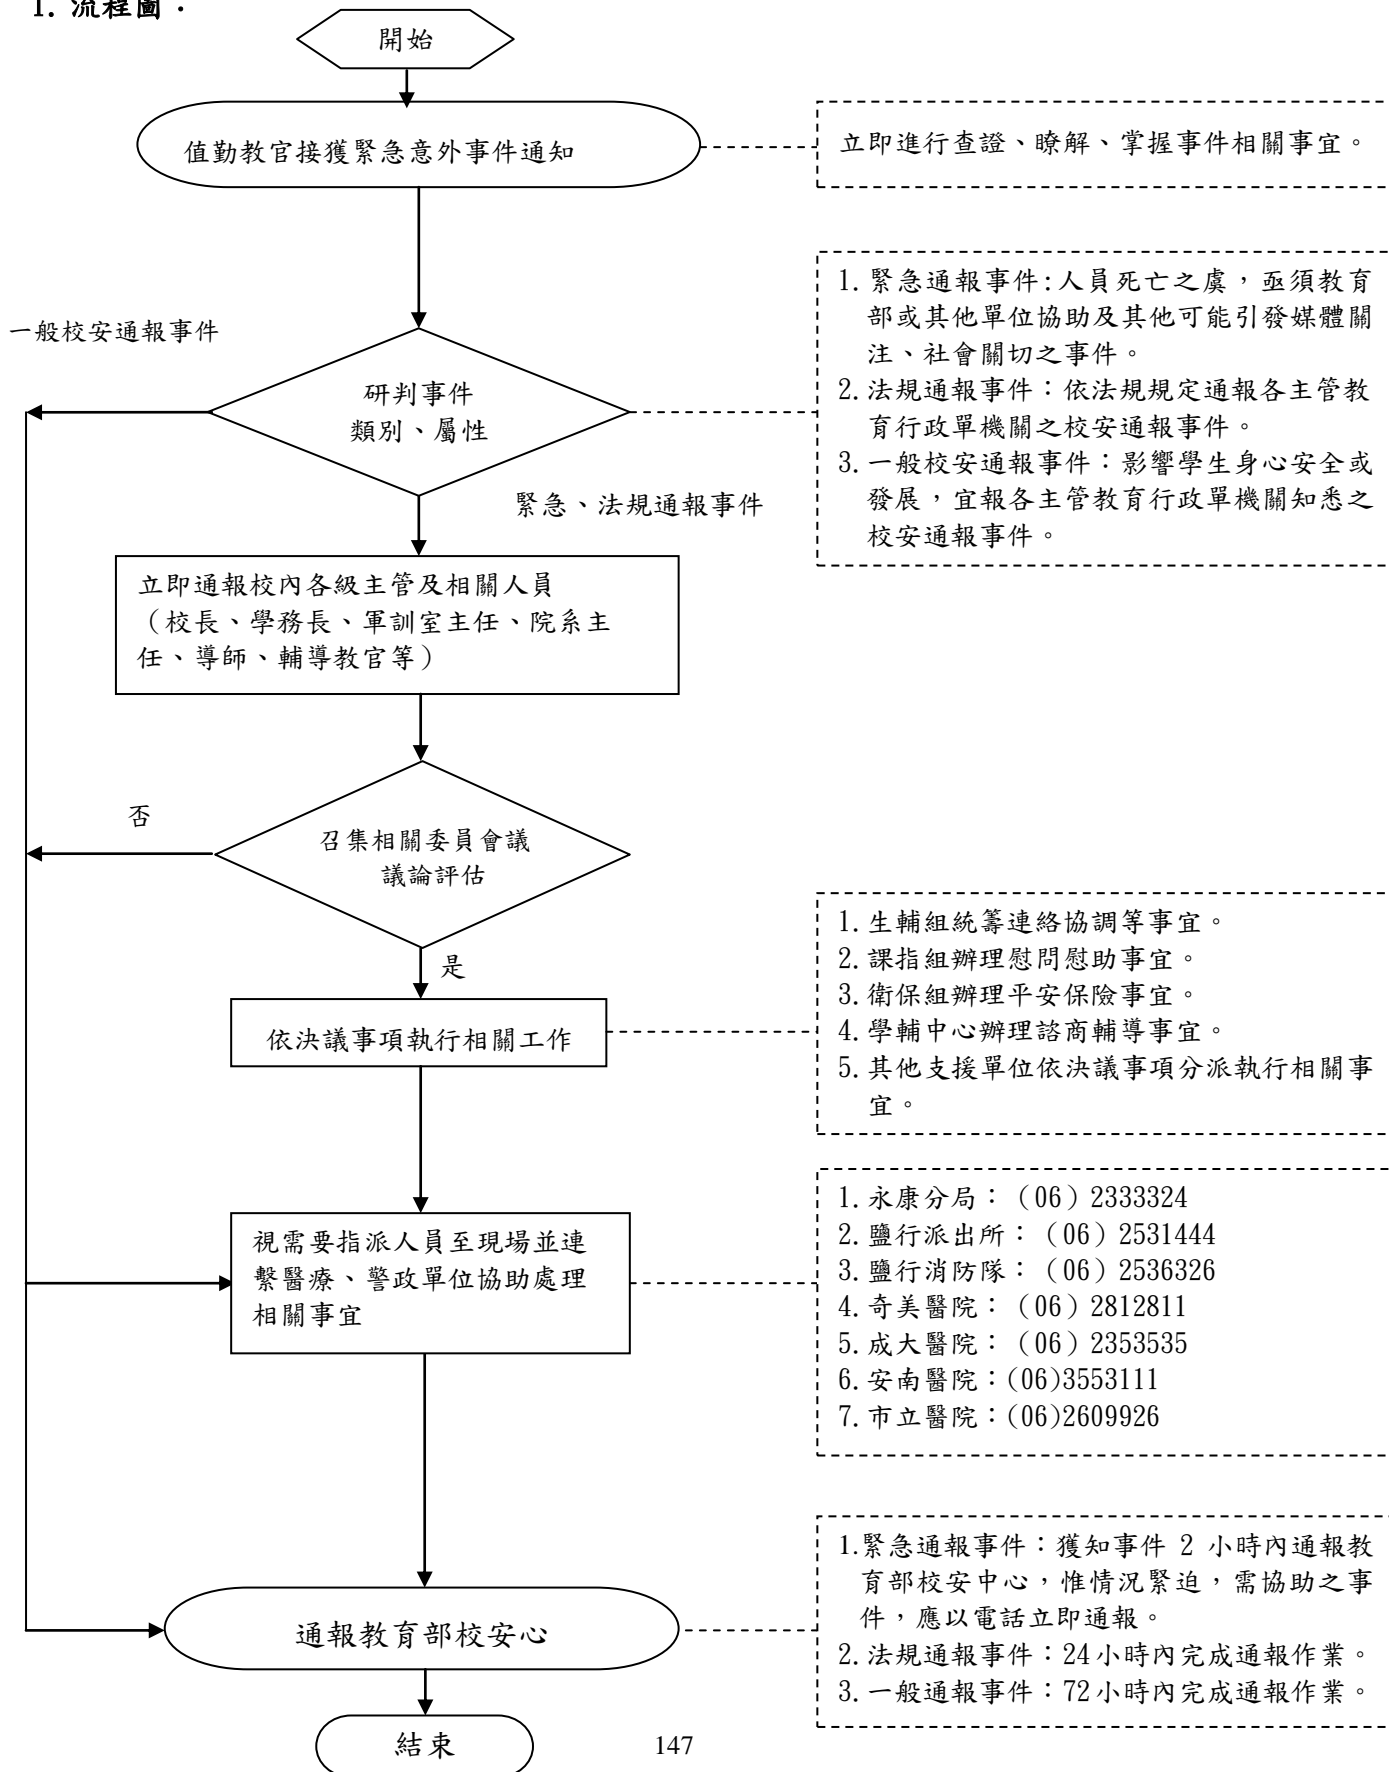 1. 流程圖：
開始
值勤教官接獲緊急意外事件通知
立即進行查證、瞭解、掌握事件相關事宜。
1. 緊急通報事件:人員死亡之虞，亟須教育
部或其他單位協助及其他可能引發媒體關
注、社會關切之事件。
2. 法規通報事件：依法規規定通報各主管教
育行政單機關之校安通報事件。
3. 一般校安通報事件：影響學生身心安全或
發展，宜報各主管教育行政單機關知悉之
校安通報事件。
一般校安通報事件
研判事件
類別、屬性
緊急、法規通報事件
立即通報校內各級主管及相關人員
（校長、學務長、軍訓室主任、院系主
任、導師、輔導教官等）
否
召集相關委員會議
議論評估
是
依決議事項執行相關工作
1. 生輔組統籌連絡協調等事宜。
2. 課指組辦理慰問慰助事宜。
3. 衛保組辦理平安保險事宜。
4. 學輔中心辦理諮商輔導事宜。
5. 其他支援單位依決議事項分派執行相關事
宜。
視需要指派人員至現場並連
繫醫療、警政單位協助處理
相關事宜
1. 永康分局：（06）2333324
2. 鹽行派出所：（06）2531444
3. 鹽行消防隊：（06）2536326
4. 奇美醫院：（06）2812811
5. 成大醫院：（06）2353535
6. 安南醫院：(06)3553111
7. 市立醫院：(06)2609926
通報教育部校安心
1.緊急通報事件：獲知事件 2 小時內通報教
育部校安中心，惟情況緊迫，需協助之事
件，應以電話立即通報。
2. 法規通報事件：24 小時內完成通報作業。
3. 一般通報事件：72 小時內完成通報作業。
結束
147